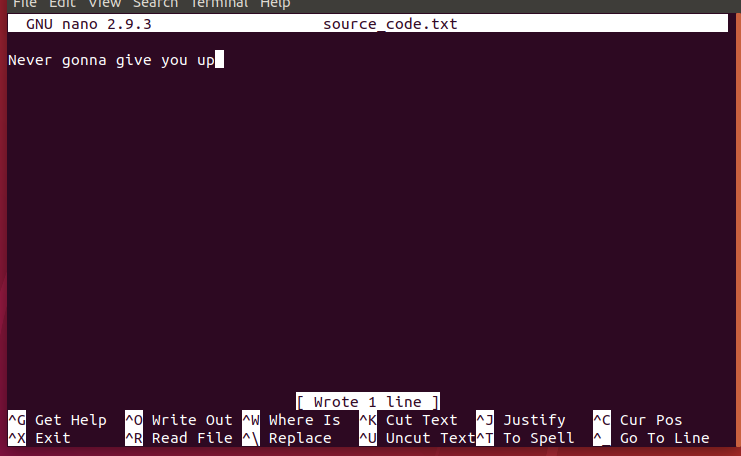 File Edit View Search Terminal Help
GNU nano 2.9.3 source_code.txt
Never gonna give you up
[ Wrote 1 line ]
^G Get Help ^O Write Out ^W Where Is ^K Cut Text ^J Justify ^C Cur Pos
^X Exit ^R Read File ^\ Replace ^U Uncut Text ^T To Spell ^_ Go To Line